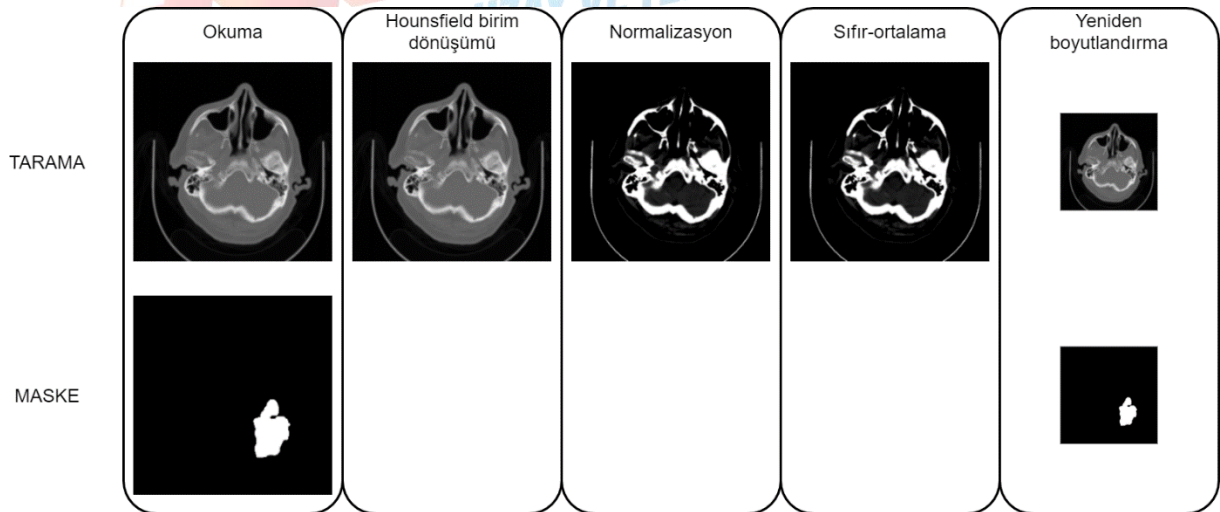 Okuma
Hounsfield birim
dönüşümü
Normalizasyon
Sıfır-ortalama
Yeniden
boyutlandırma
TARAMA
MASKE